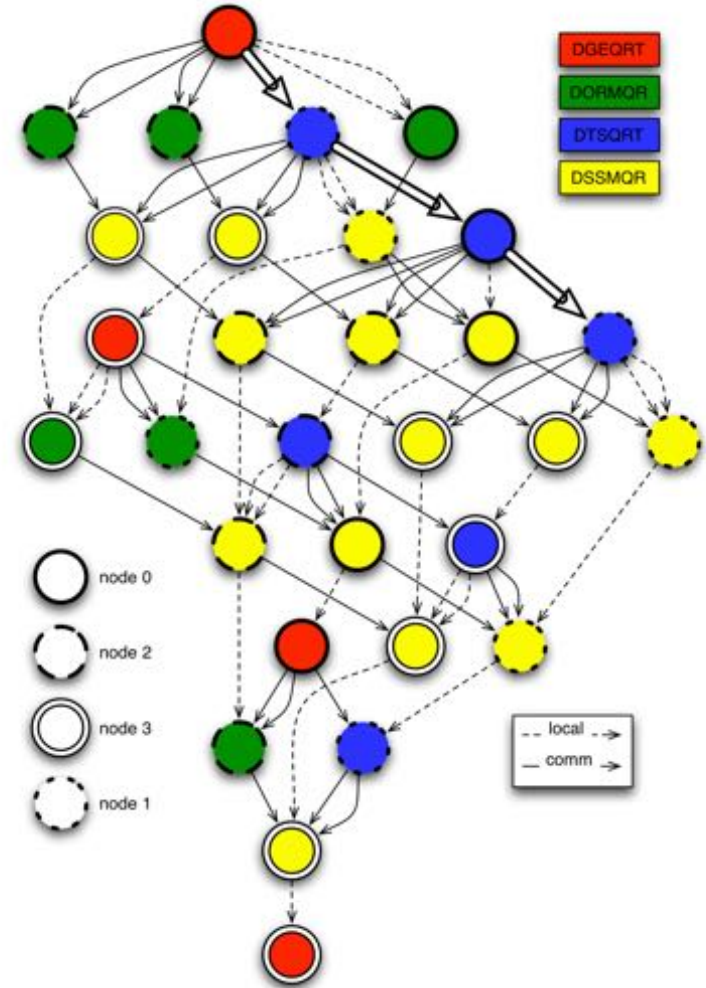 DGEQRT
DORMQR
DTSQRT
DSSMQR
node 0
node 2
node 3
node 1
local
comm